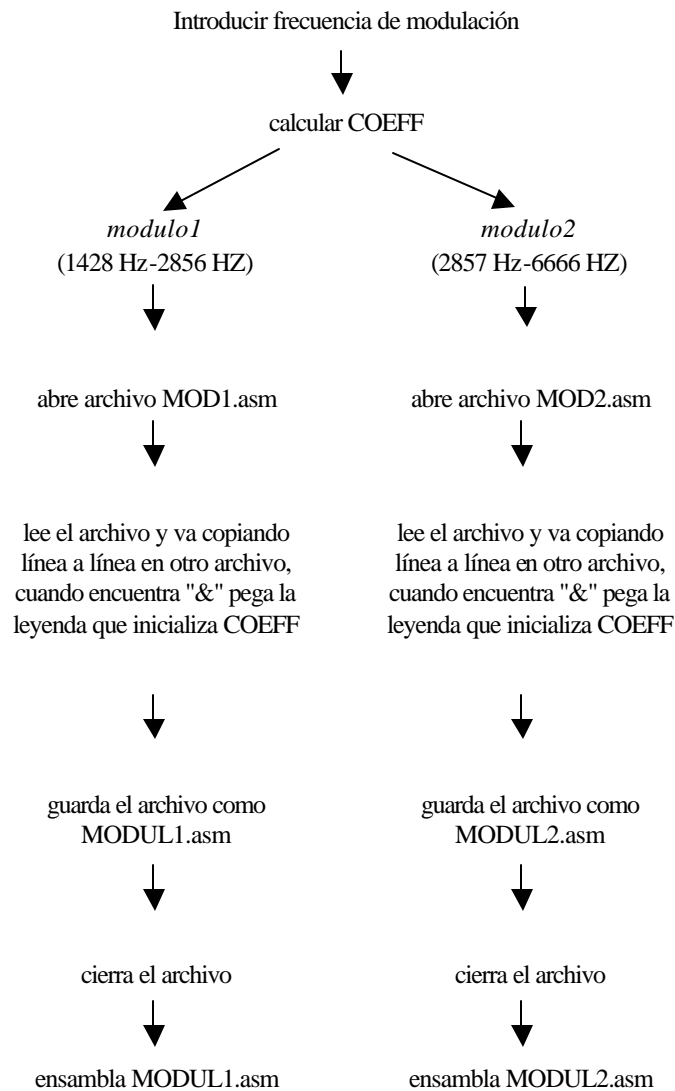 Introducir frecuencia de modulación
calcular COEFF
modulo1
(1428 Hz-2856 HZ)
modulo2
(2857 Hz-6666 HZ)
abre archivo MOD1.asm
abre archivo MOD2.asm
lee el archivo y va copiando
línea a línea en otro archivo,
cuando encuentra "&" pega la
leyenda que inicializa COEFF
lee el archivo y va copiando
línea a línea en otro archivo,
cuando encuentra "&" pega la
leyenda que inicializa COEFF
guarda el archivo como
MODUL1.asm
guarda el archivo como
MODUL2.asm
cierra el archivo
cierra el archivo
ensambla MODUL1.asm
ensambla MODUL2.asm